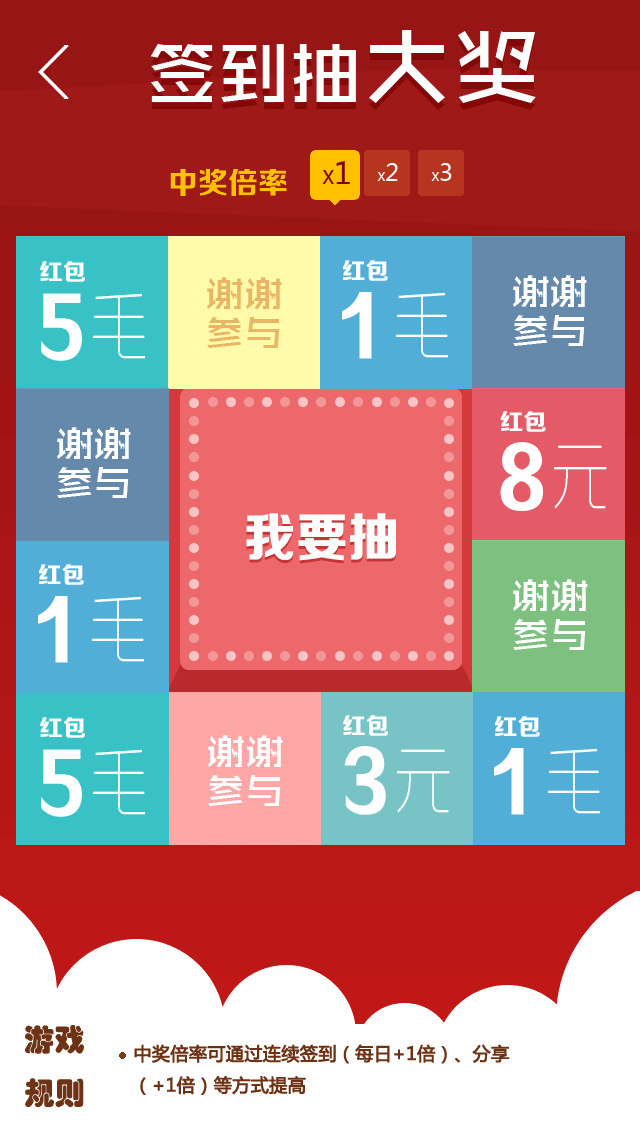 签到抽大奖
中奖倍率 x1 x2 x3
红包
5毛
谢谢
参与
红包
1毛
谢谢
参与
谢谢
参与
我要抽
红包
8元
红包
1毛
谢谢
参与
红包
5毛
谢谢
参与
红包
3元
红包
1毛
游戏
规则
• 中奖倍率可通过连续签到（每日+1倍）、分享
（+1倍）等方式提高